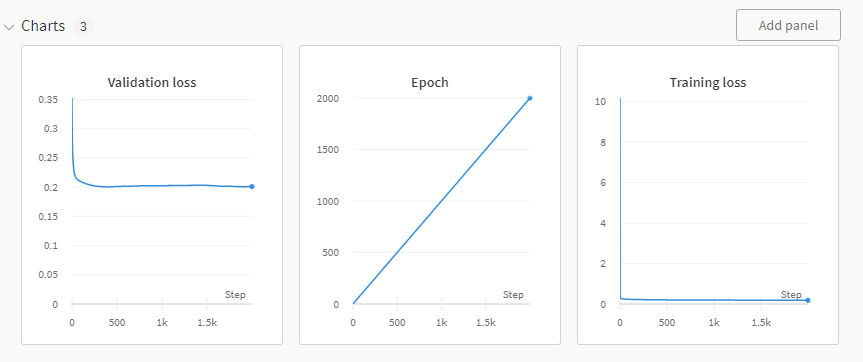 Charts 3
Add panel
Validation loss
0.35
0.3
0.25
0.2
0.15
0.1
0.05
0
Step
0 500 1k 1.5k
Epoch
2000
1500
1000
500
0
Step
0 500 1k 1.5k
Training loss
10
8
6
4
2
0
Step
0 500 1k 1.5k